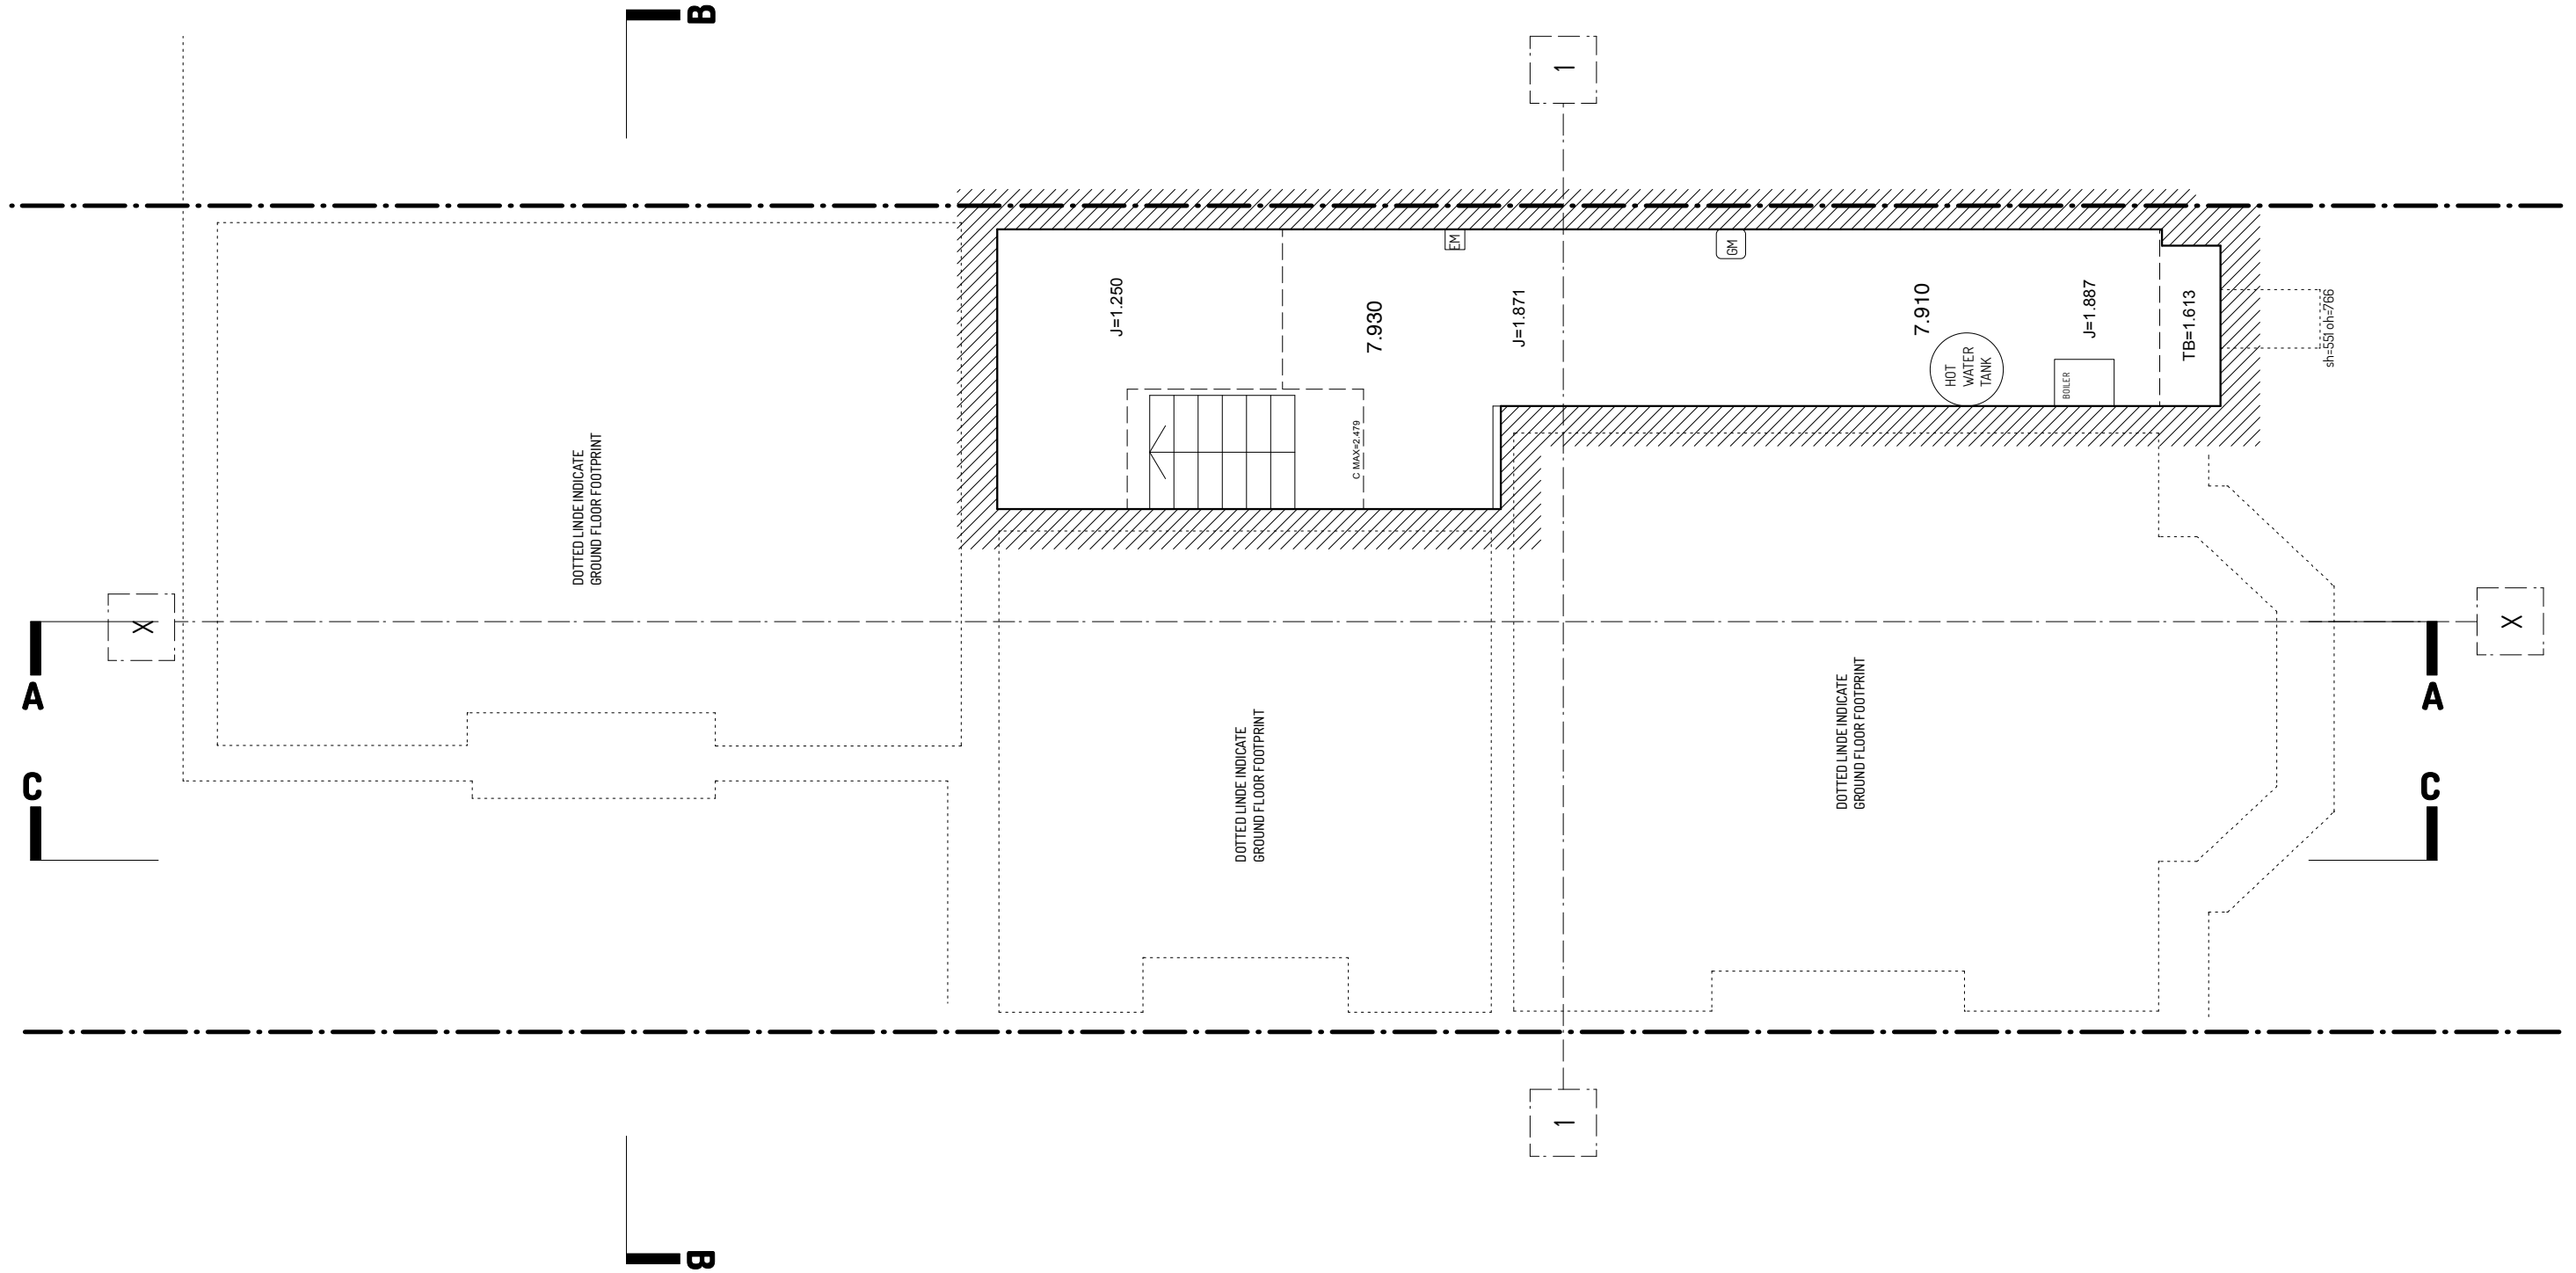 B
1
EM
GM
J=1.250
7.930
J=1.871
7.910
J=1.887
TB=1.613
sh=551 oh=766
HOT
WATER
TANK
BOILER
C MAX=2.479
DOTTED LINDE INDICATE
GROUND FLOOR FOOTPRINT
X
X
A
A
DOTTED LINDE INDICATE
GROUND FLOOR FOOTPRINT
DOTTED LINDE INDICATE
GROUND FLOOR FOOTPRINT
C
C
1
B